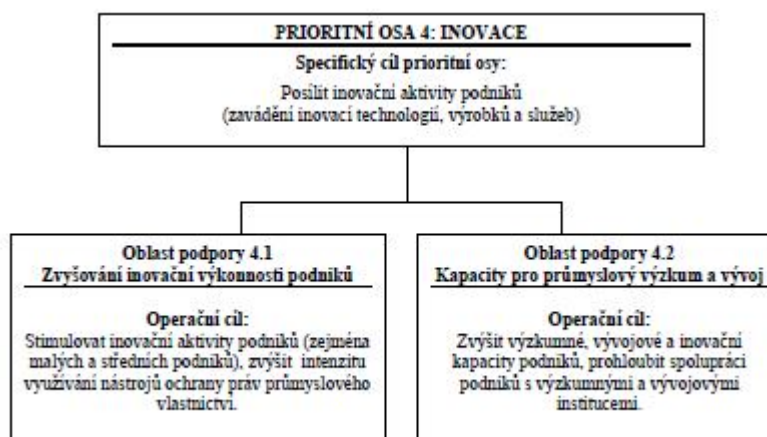 PRIORITNÍ OSA 4: INOVACE
Specifický cíl prioritní osy:
Posílit inovační aktivity podniků
(zavádění inovací technologií, výrobků a služeb)
Oblast podpory 4.1
Zvyšování inovační výkonnosti podniků
Operační cíl:
Stimulovat inovační aktivity podniků (zejména
malých a středních podniků), zvýšit intenzitu
využívání nástrojů ochrany práv průmyslového
vlastnictví.
Oblast podpory 4.2
Kapacity pro průmyslový výzkum a vývoj
Operační cíl:
Zvýšit výzkumné, vývojové a inovační
kapacity podniků, prohloubit spolupráci
podniků s výzkumnými a vývojovými
institucemi.